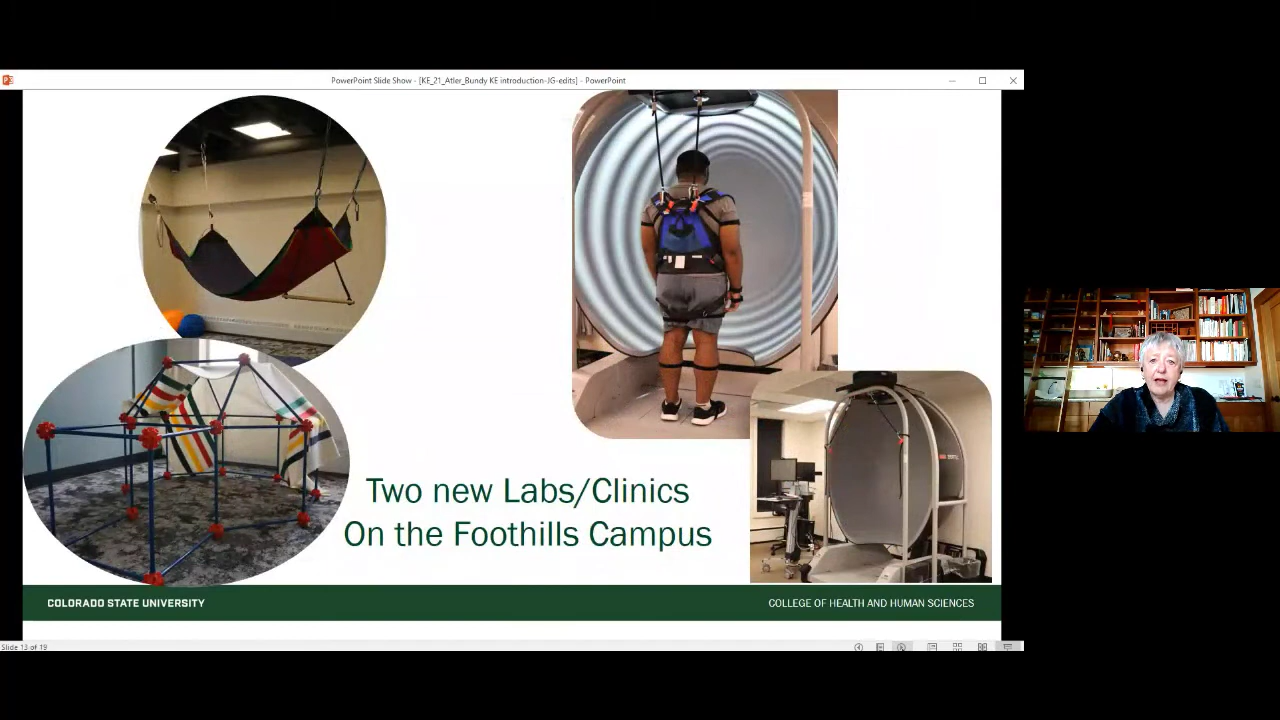 PowerPoint Slide Show - [KE_21_Atler_Bundy KE introduction-JG-edits] - PowerPoint
Two new Labs/Clinics
On the Foothills Campus
COLORADO STATE UNIVERSITY
COLLEGE OF HEALTH AND HUMAN SCIENCES
Slide 13 of 19